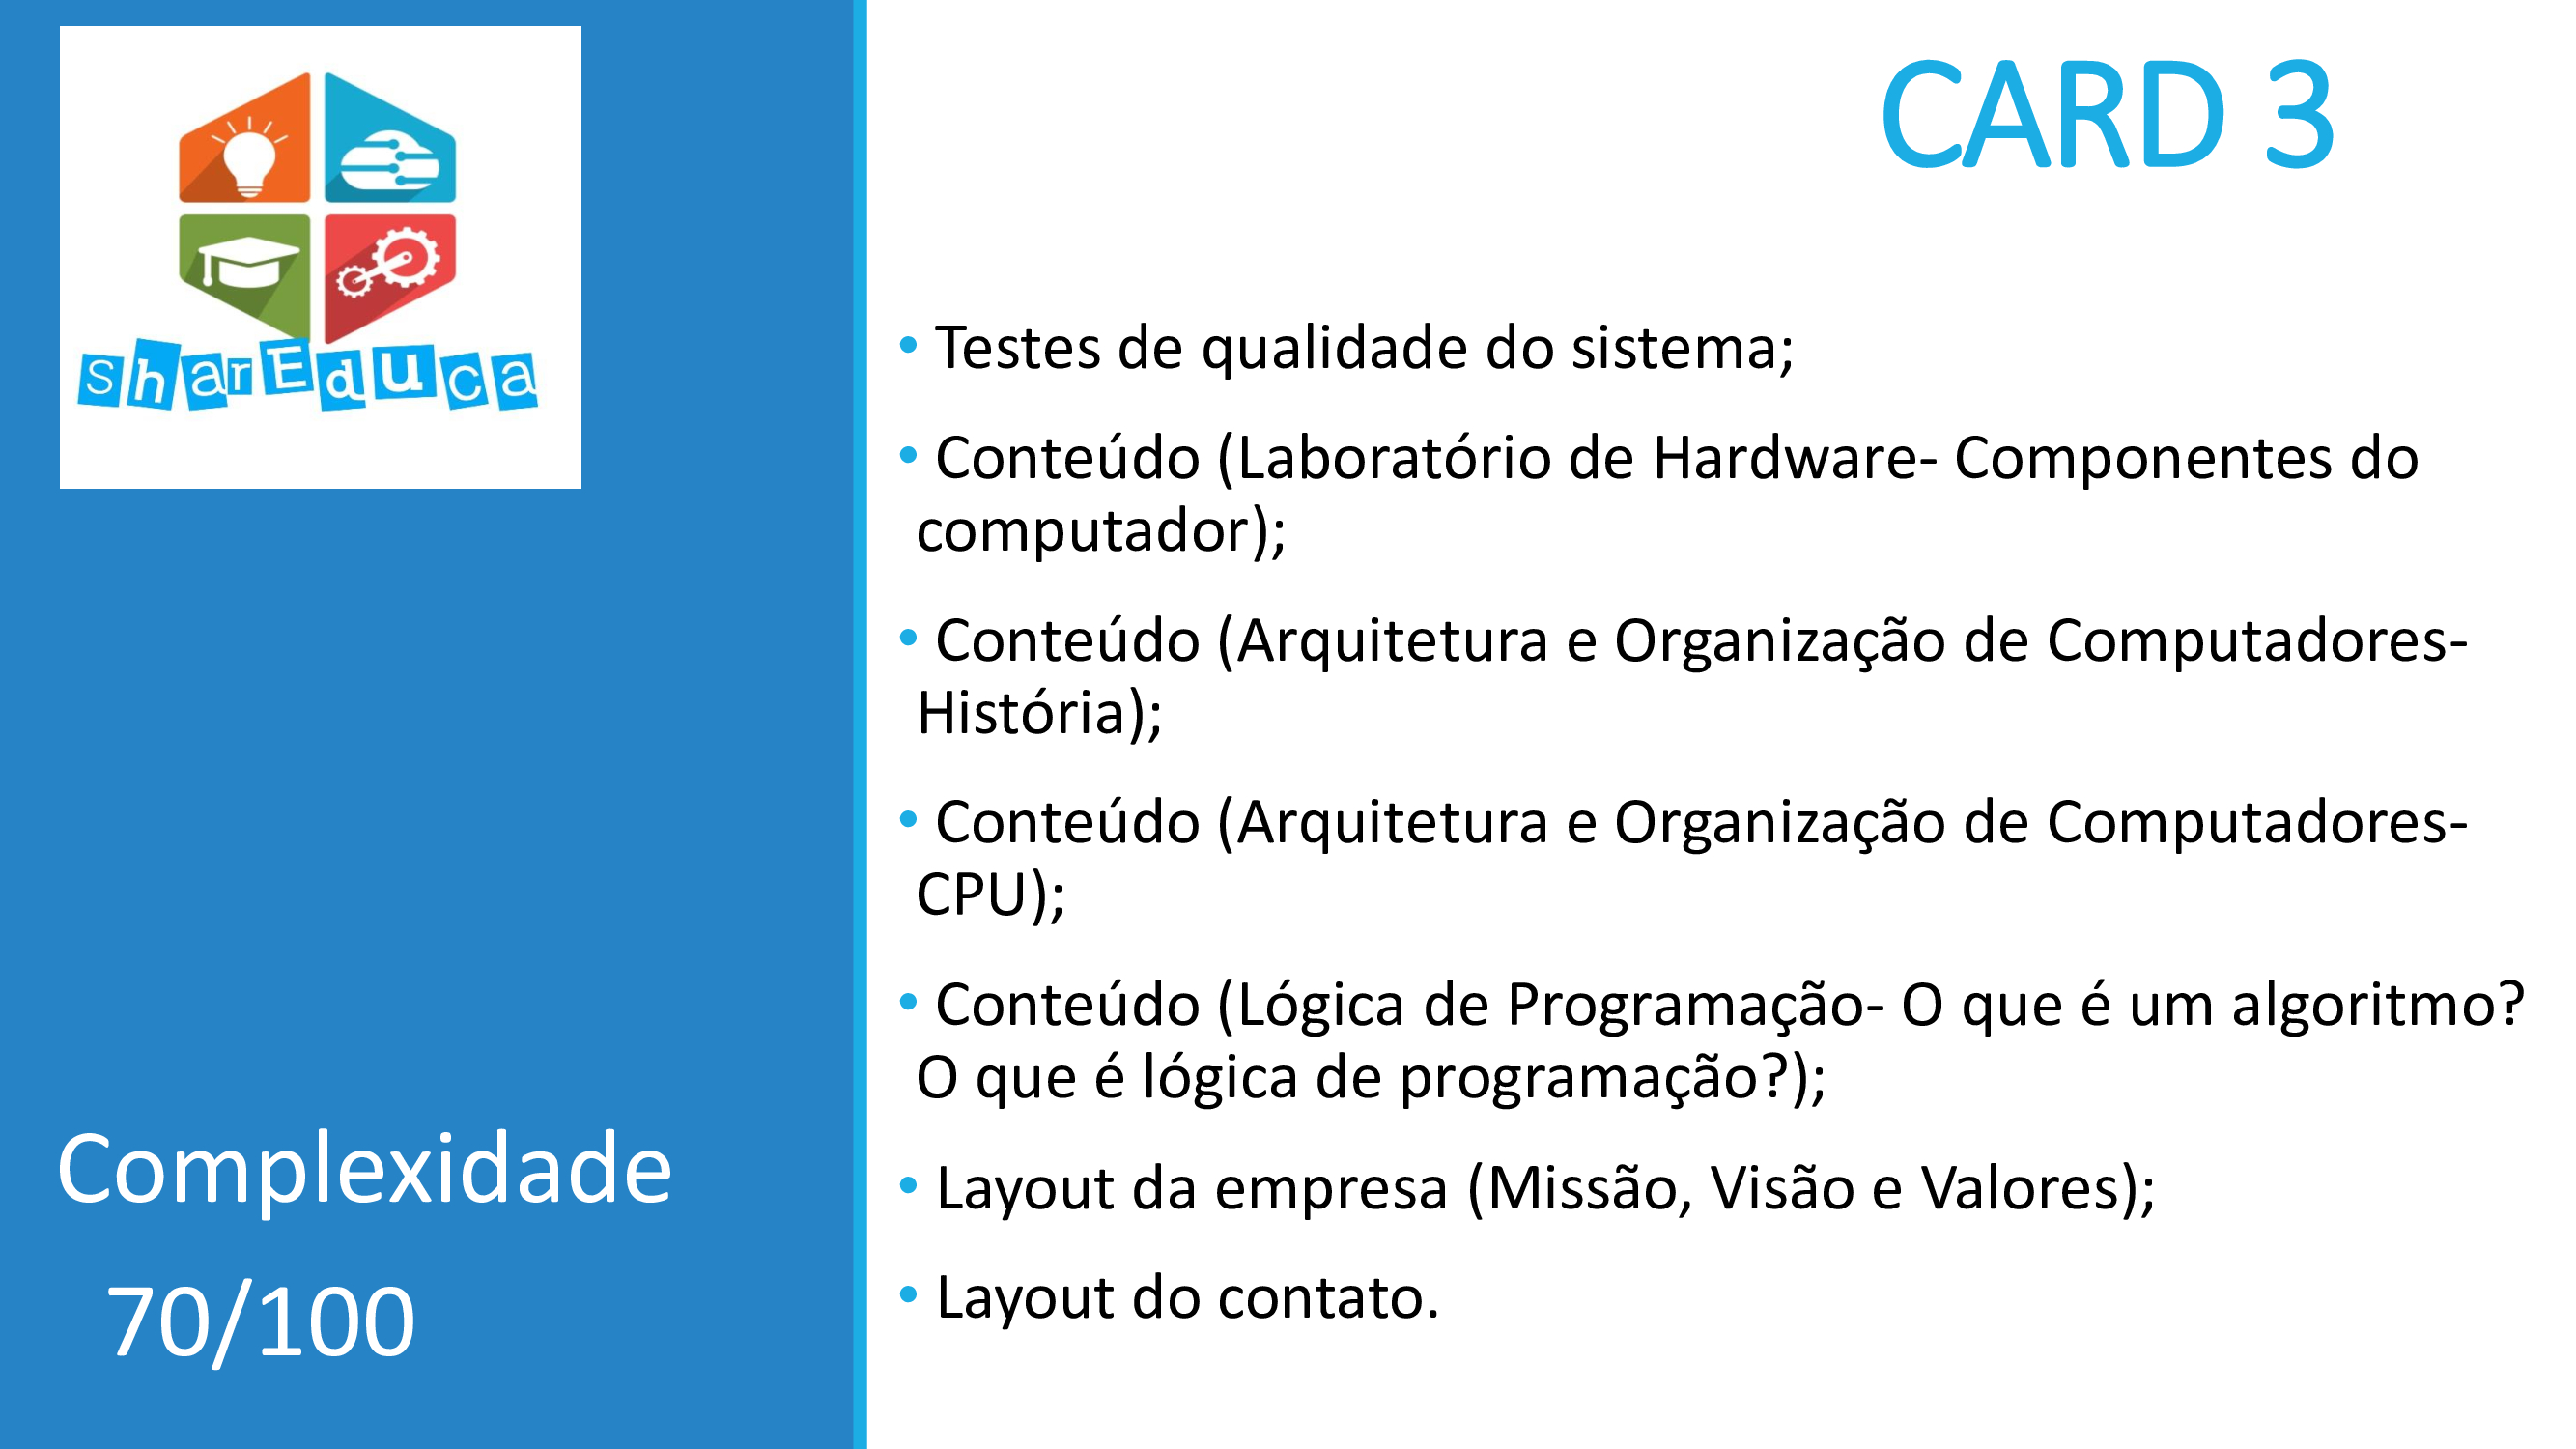 sharEduca
Complexidade
70/100
CARD 3
• Testes de qualidade do sistema;
• Conteúdo (Laboratório de Hardware- Componentes do
computador);
• Conteúdo (Arquitetura e Organização de Computadores-
História);
• Conteúdo (Arquitetura e Organização de Computadores-
CPU);
• Conteúdo (Lógica de Programação- O que é um algoritmo?
O que é lógica de programação?);
• Layout da empresa (Missão, Visão e Valores);
• Layout do contato.